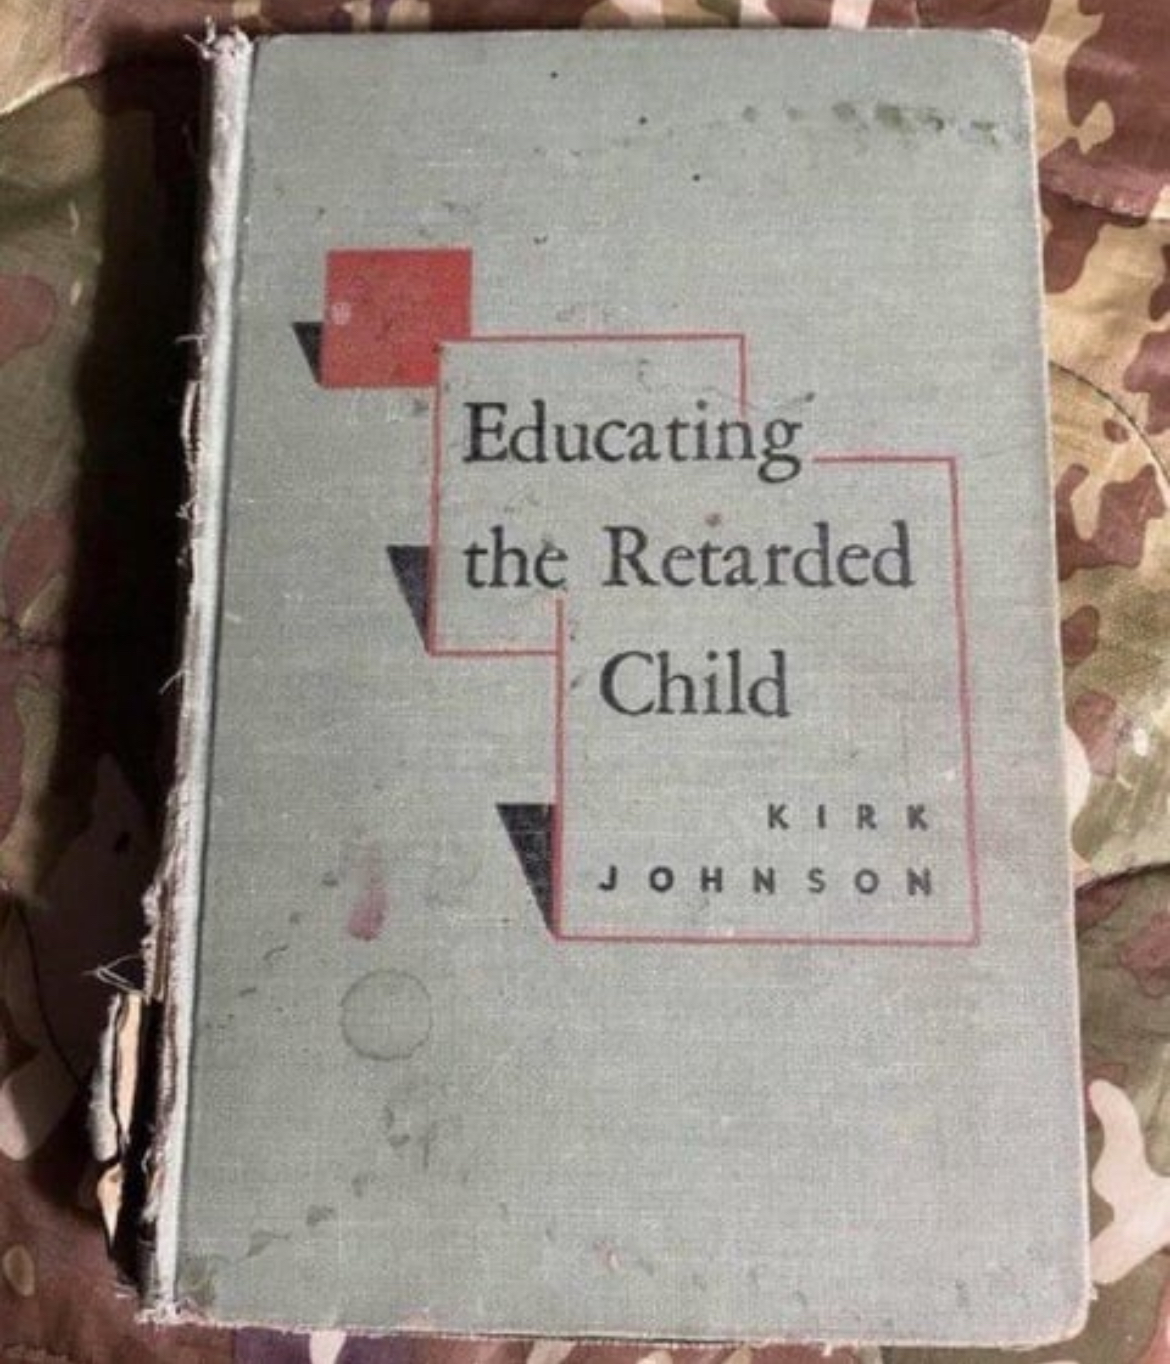 Educating
the Retarded
Child
KIRK
JOHNSON